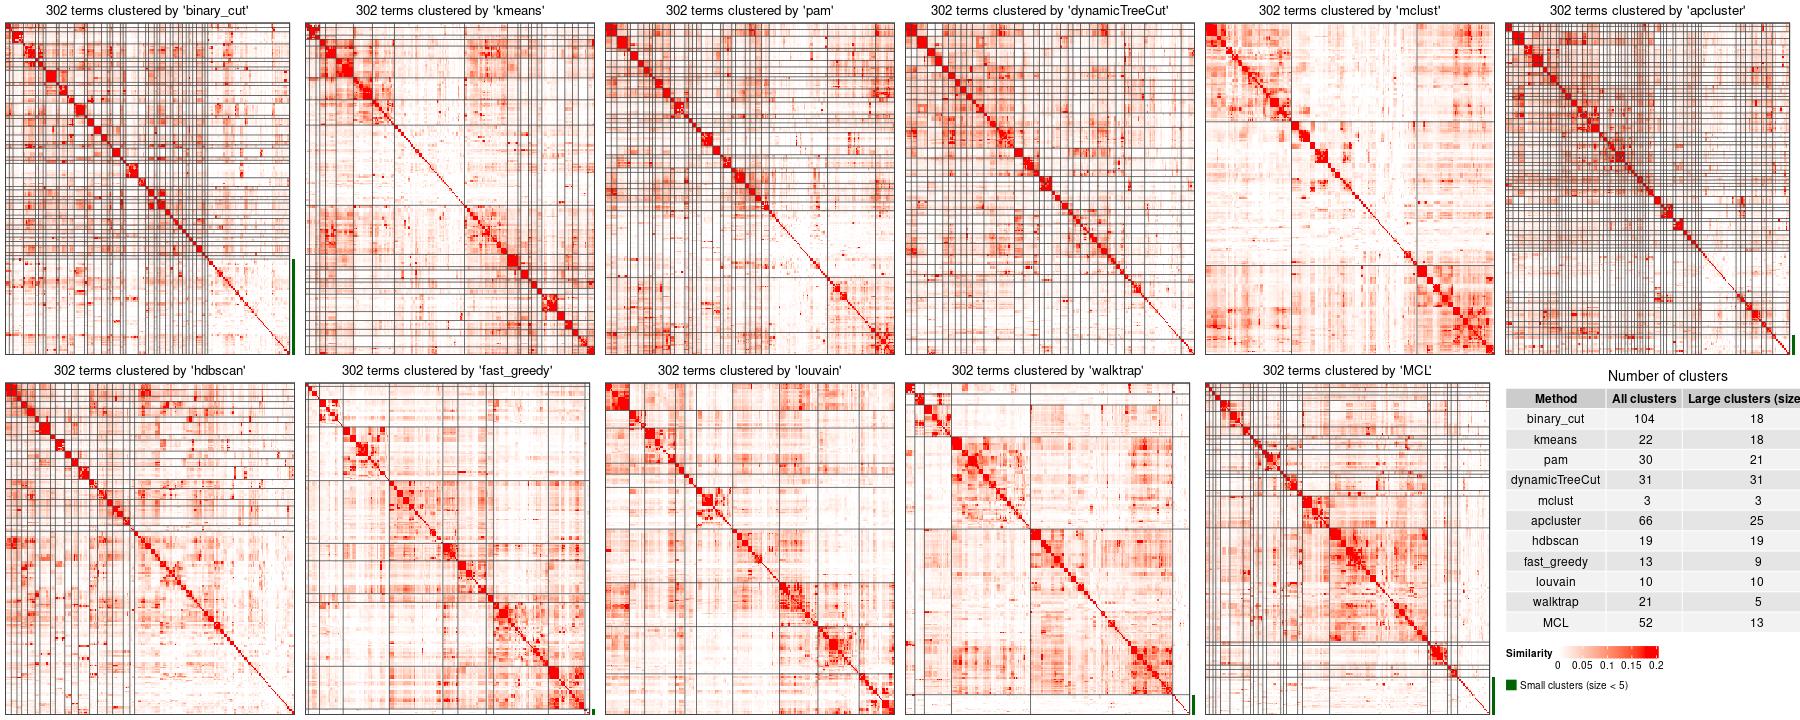 302 terms clustered by 'binary_cut'
302 terms clustered by 'kmeans'
302 terms clustered by 'pam'
302 terms clustered by 'dynamicTreeCut'
302 terms clustered by 'mclust'
302 terms clustered by 'apcluster'
302 terms clustered by 'hdbscan'
302 terms clustered by 'fast_greedy'
302 terms clustered by 'louvain'
302 terms clustered by 'walktrap'
302 terms clustered by 'MCL'
Number of clusters
Method All clusters Large clusters (size
binary_cut 104 18
kmeans 22 18
pam 30 21
dynamicTreeCut 31 31
mclust 3 3
apcluster 66 25
hdbscan 19 19
fast_greedy 13 9
louvain 10 10
walktrap 21 5
MCL 52 13
Similarity
0 0.05 0.1 0.15 0.2
Small clusters (size < 5)